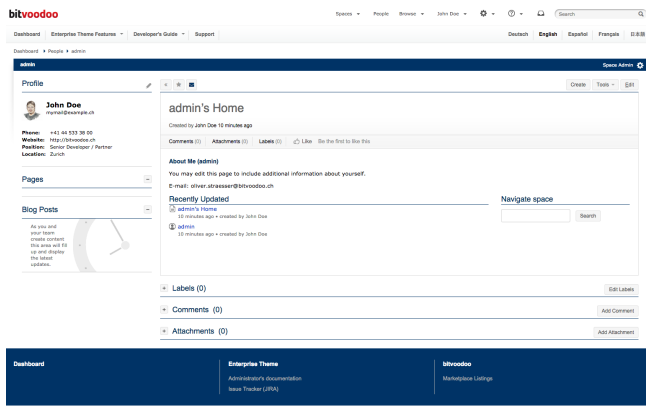 bitvoodoo
Spaces People Browse John Doe Search
Dashboard Enterprise Theme Features Developer's Guide Support Deutsch English Español Français 日本語
Dashboard People admin
admin Space Admin
Profile
John Doe
mymail@example.ch
Phone: +41 44 533 38 00
Website: http://bitvoodoo.ch
Position: Senior Developer / Partner
Location: Zurich
Pages
Blog Posts
As you and
your team
create content
this area will fill
up and display
the latest
updates.
Create Tools Edit
admin's Home
Created by John Doe 10 minutes ago
Comments (0) Attachments (0) Labels (0) Like Be the first to like this
About Me (admin)
You may edit this page to include additional information about yourself.
E-mail: oliver.straesser@bitvoodoo.ch
Recently Updated
admin's Home
10 minutes ago • created by John Doe
admin
10 minutes ago • created by John Doe
Navigate space
Search
Labels (0) Edit Labels
Comments (0) Add Comment
Attachments (0) Add Attachment
Dashboard
Enterprise Theme
Administrator's documentation
Issue Tracker (JIRA)
bitvoodoo
Marketplace Listings